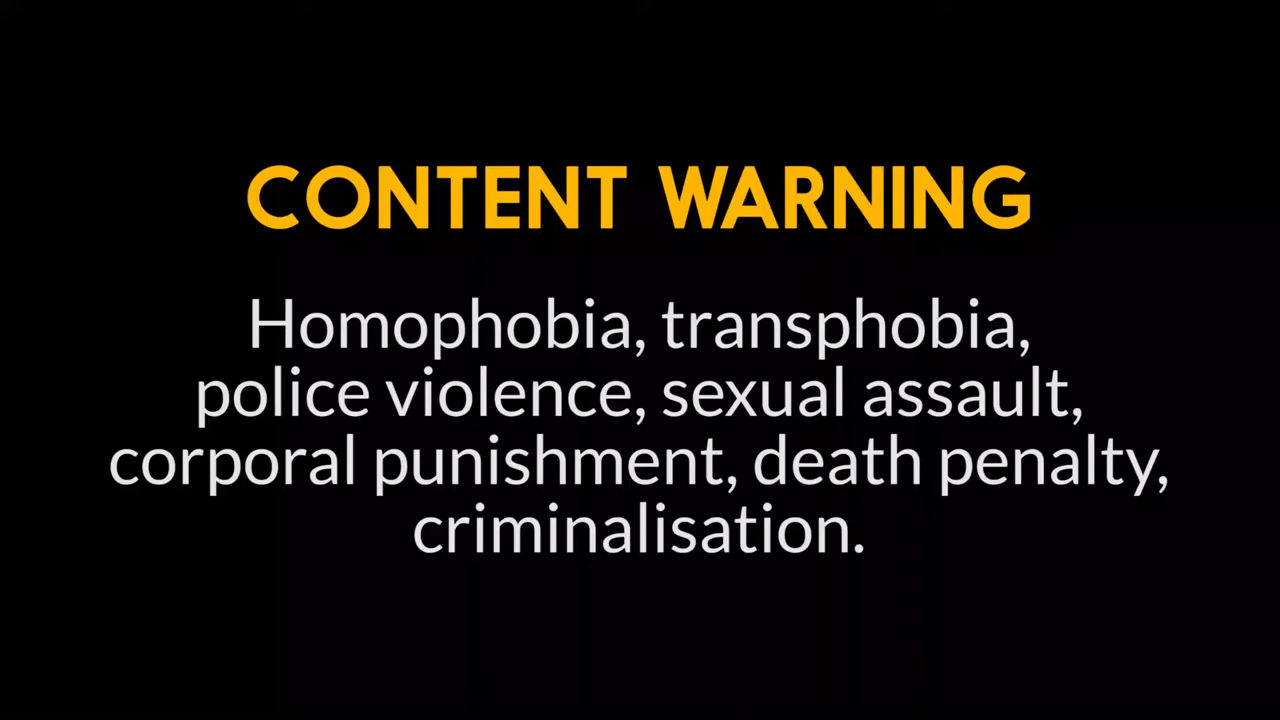 CONTENT WARNING
Homophobia, transphobia,
police violence, sexual assault,
corporal punishment, death penalty,
criminalisation.